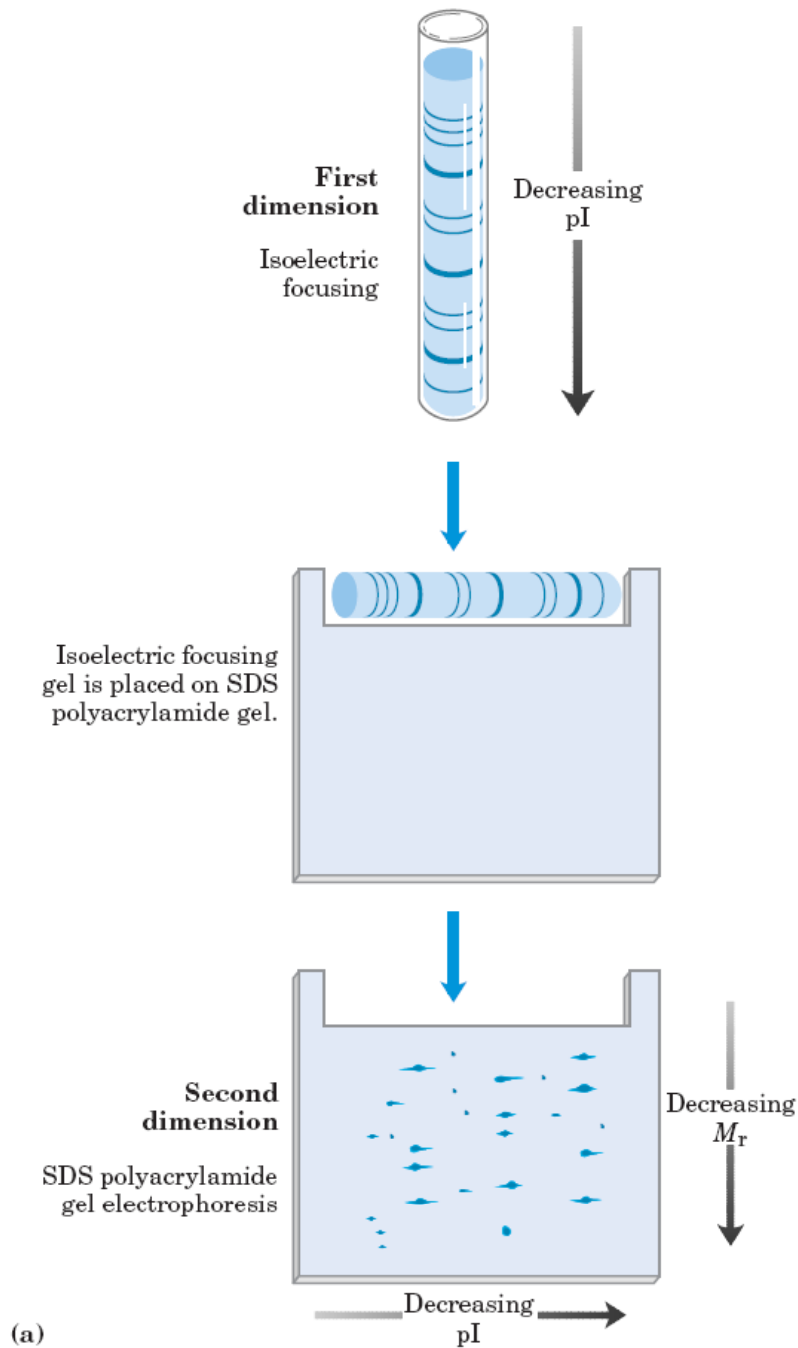 First
dimension
Isoelectric
focusing
Decreasing
pI
Isoelectric focusing
gel is placed on SDS
polyacrylamide gel.
Second
dimension
SDS polyacrylamide
gel electrophoresis
Decreasing
Mr
Decreasing
pI
(a)